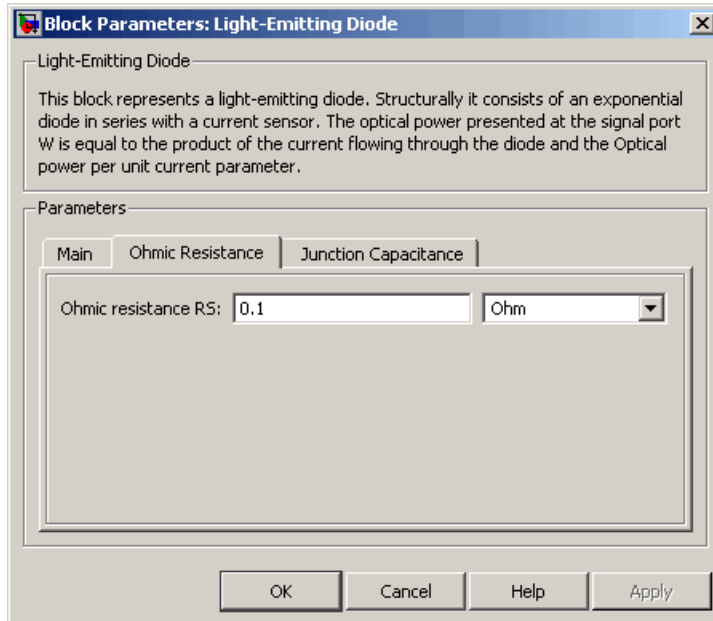 Block Parameters: Light-Emitting Diode
Light-Emitting Diode
This block represents a light-emitting diode. Structurally it consists of an exponential
diode in series with a current sensor. The optical power presented at the signal port
W is equal to the product of the current flowing through the diode and the Optical
power per unit current parameter.
Parameters
Main Ohmic Resistance Junction Capacitance
Ohmic resistance RS: 0.1 Ohm
OK Cancel Help Apply